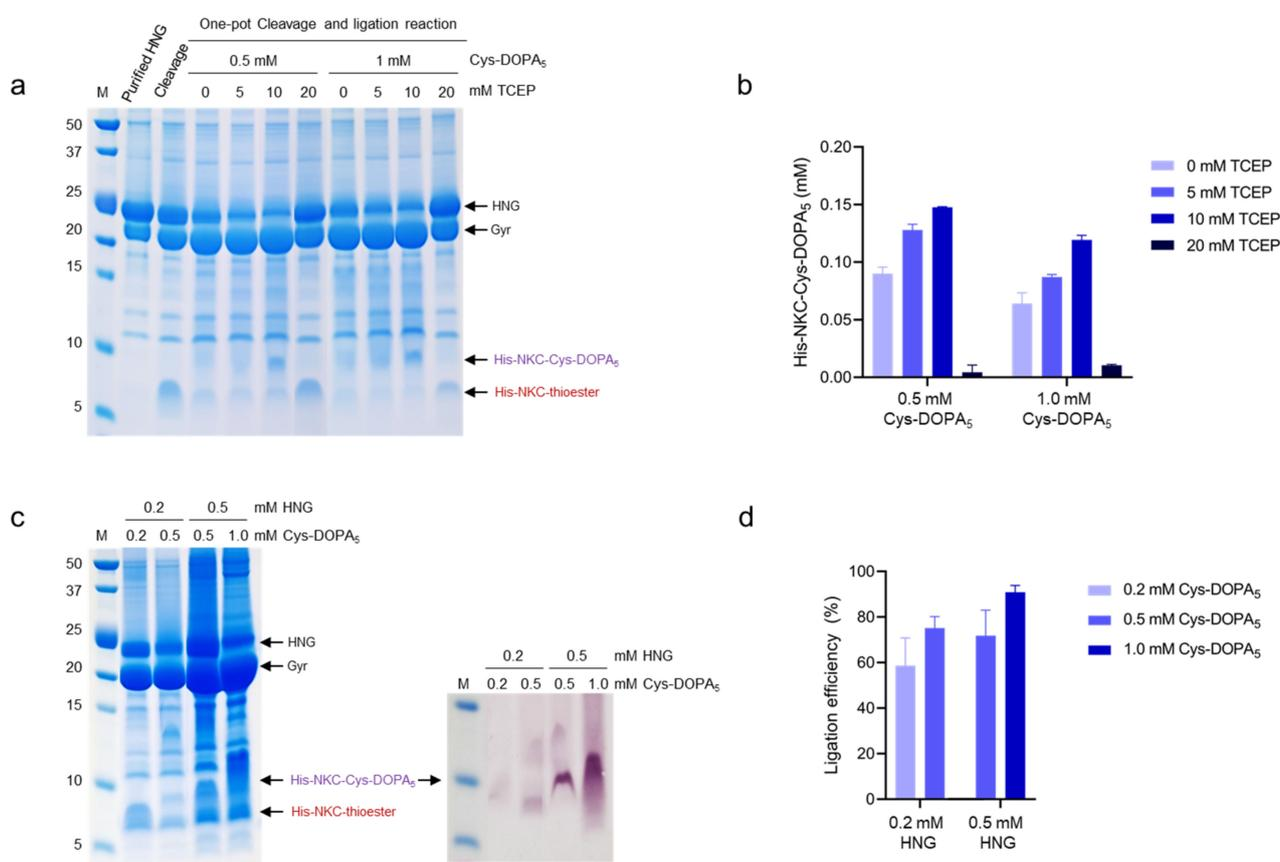 a
One-pot Cleavage and ligation reaction
Purified HNG
Cleavage
0.5 mM 1 mM Cys-DOPA₅
M 0 5 10 20 0 5 10 20 mM TCEP
50
37
25
20
15
10
5
HNG
Gyr
His-NKC-Cys-DOPA₅
His-NKC-thioester
b
His-NKC-Cys-DOPA₅ (mM)
0.20
0.15
0.10
0.05
0.00
0.5 mM
Cys-DOPA₅
1.0 mM
Cys-DOPA₅
0 mM TCEP
5 mM TCEP
10 mM TCEP
20 mM TCEP
c
0.2 0.5 mM HNG
M 0.2 0.5 0.5 1.0 mM Cys-DOPA₅
50
37
25
20
15
10
5
HNG
Gyr
His-NKC-Cys-DOPA₅
His-NKC-thioester
0.2 0.5 mM HNG
M 0.2 0.5 0.5 1.0 mM Cys-DOPA₅
d
Ligation efficiency (%)
100
80
60
40
20
0
0.2 mM
HNG
0.5 mM
HNG
0.2 mM Cys-DOPA₅
0.5 mM Cys-DOPA₅
1.0 mM Cys-DOPA₅